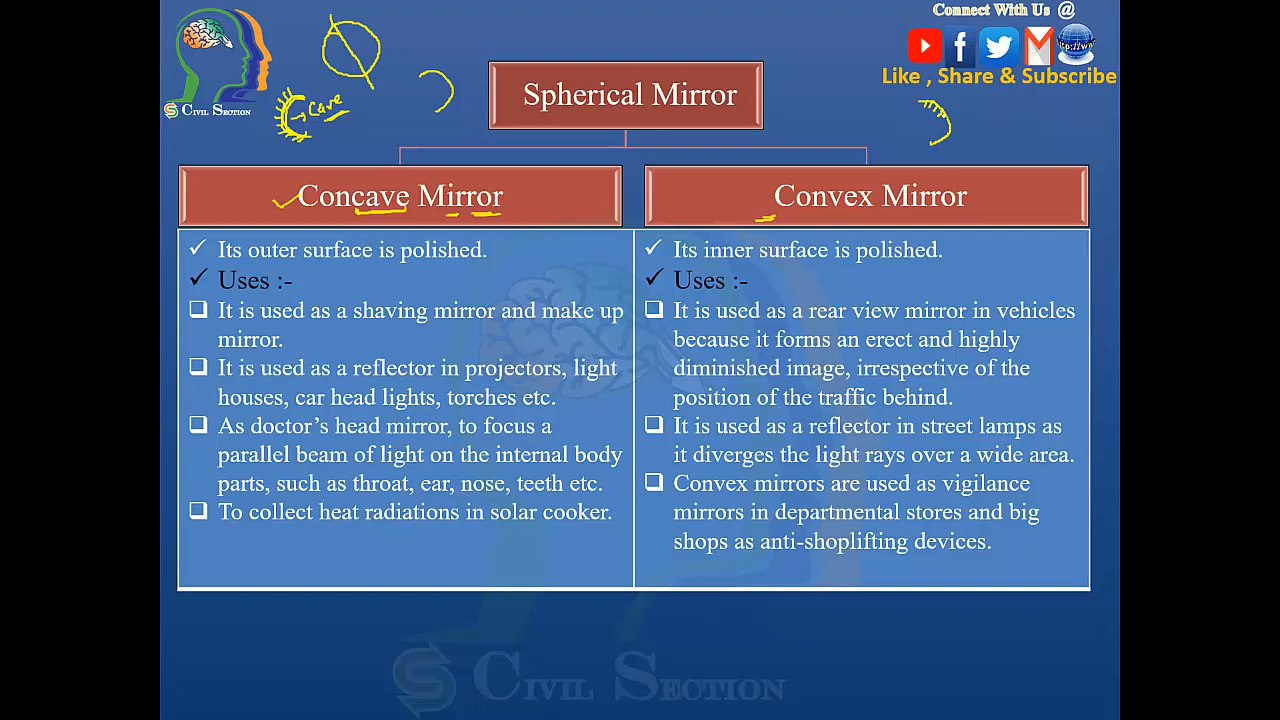 Connect With Us @
Like , Share & Subscribe
CIVIL SECTION
cave
Spherical Mirror
Concave Mirror
Convex Mirror
Its outer surface is polished.
Uses :-
It is used as a shaving mirror and make up
mirror.
It is used as a reflector in projectors, light
houses, car head lights, torches etc.
As doctor’s head mirror, to focus a
parallel beam of light on the internal body
parts, such as throat, ear, nose, teeth etc.
To collect heat radiations in solar cooker.
Its inner surface is polished.
Uses :-
It is used as a rear view mirror in vehicles
because it forms an erect and highly
diminished image, irrespective of the
position of the traffic behind.
It is used as a reflector in street lamps as
it diverges the light rays over a wide area.
Convex mirrors are used as vigilance
mirrors in departmental stores and big
shops as anti-shoplifting devices.
CIVIL SECTION